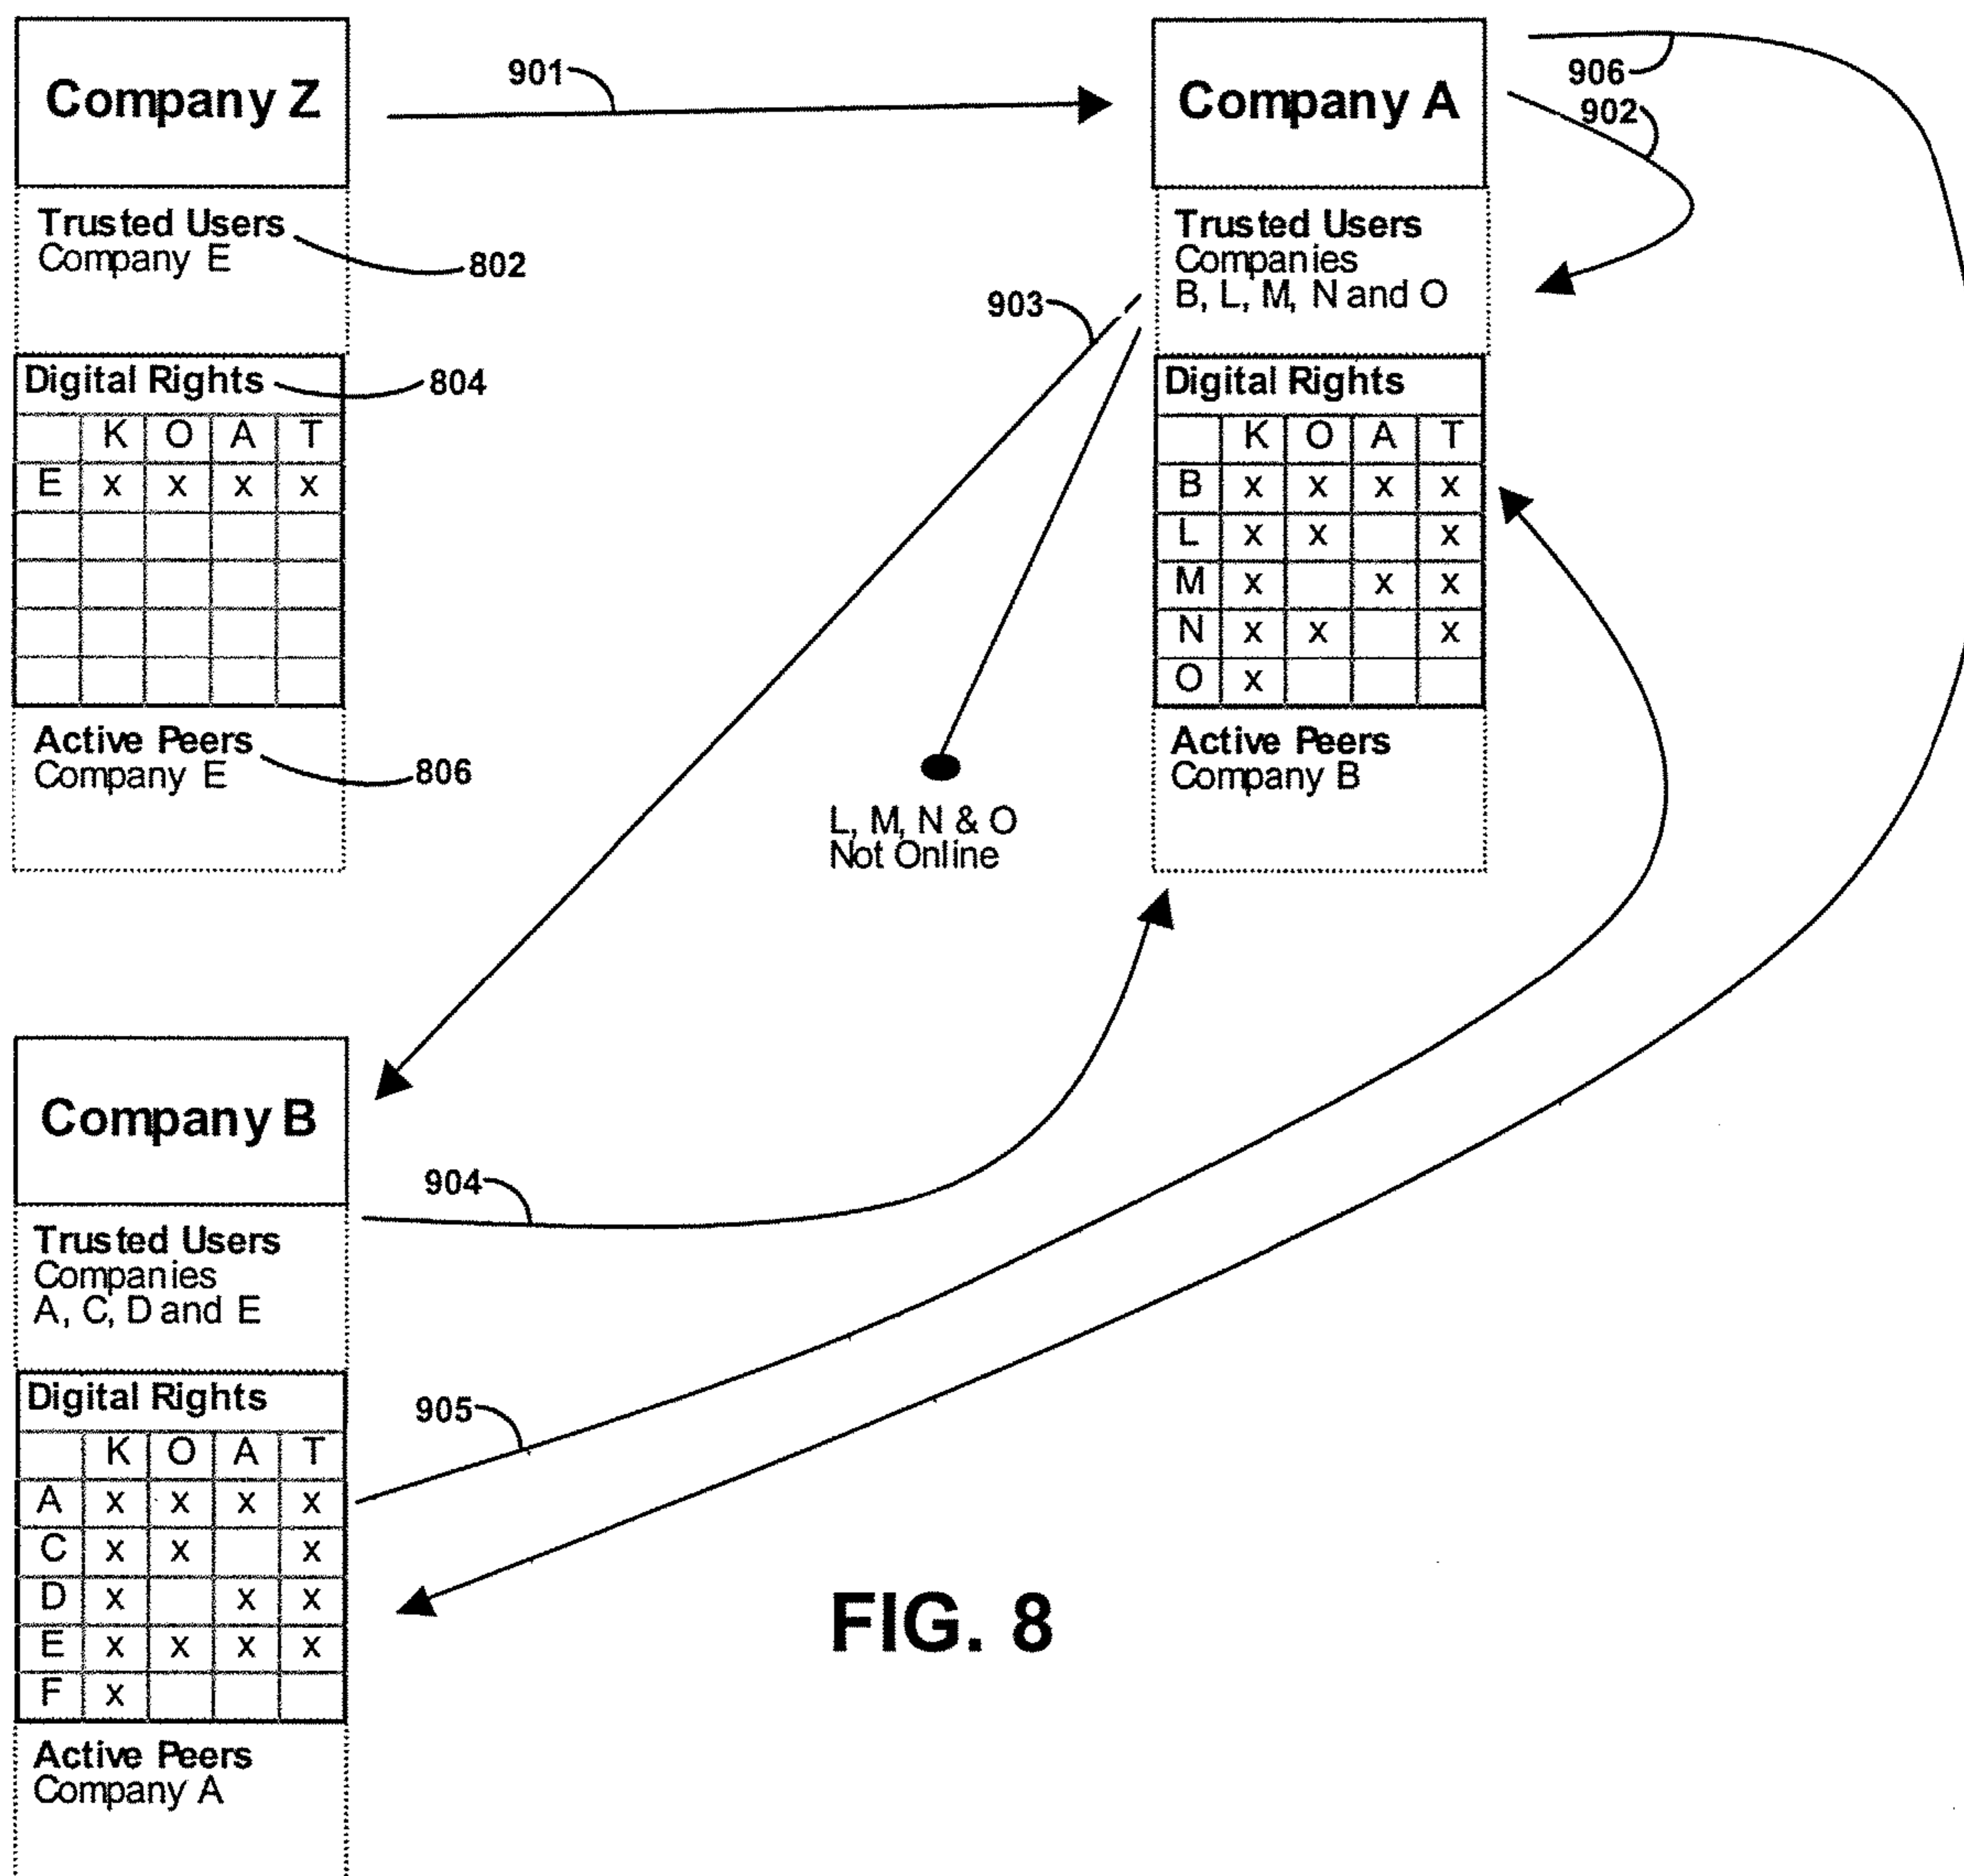 Company Z
901
Company A
906
902
Trusted Users
Company E
802
Trusted Users
Companies
B, L, M, N and O
903
Digital Rights
804
K O A T
E x x x x
Digital Rights
K O A T
B x x x x
L x x x
M x x x
N x x x
O x
Active Peers
Company E
806
Active Peers
Company B
L, M, N & O
Not Online
Company B
904
Trusted Users
Companies
A, C, D and E
Digital Rights
905
K O A T
A x x x x
C x x x
D x x x
E x x x x
F x
FIG. 8
Active Peers
Company A